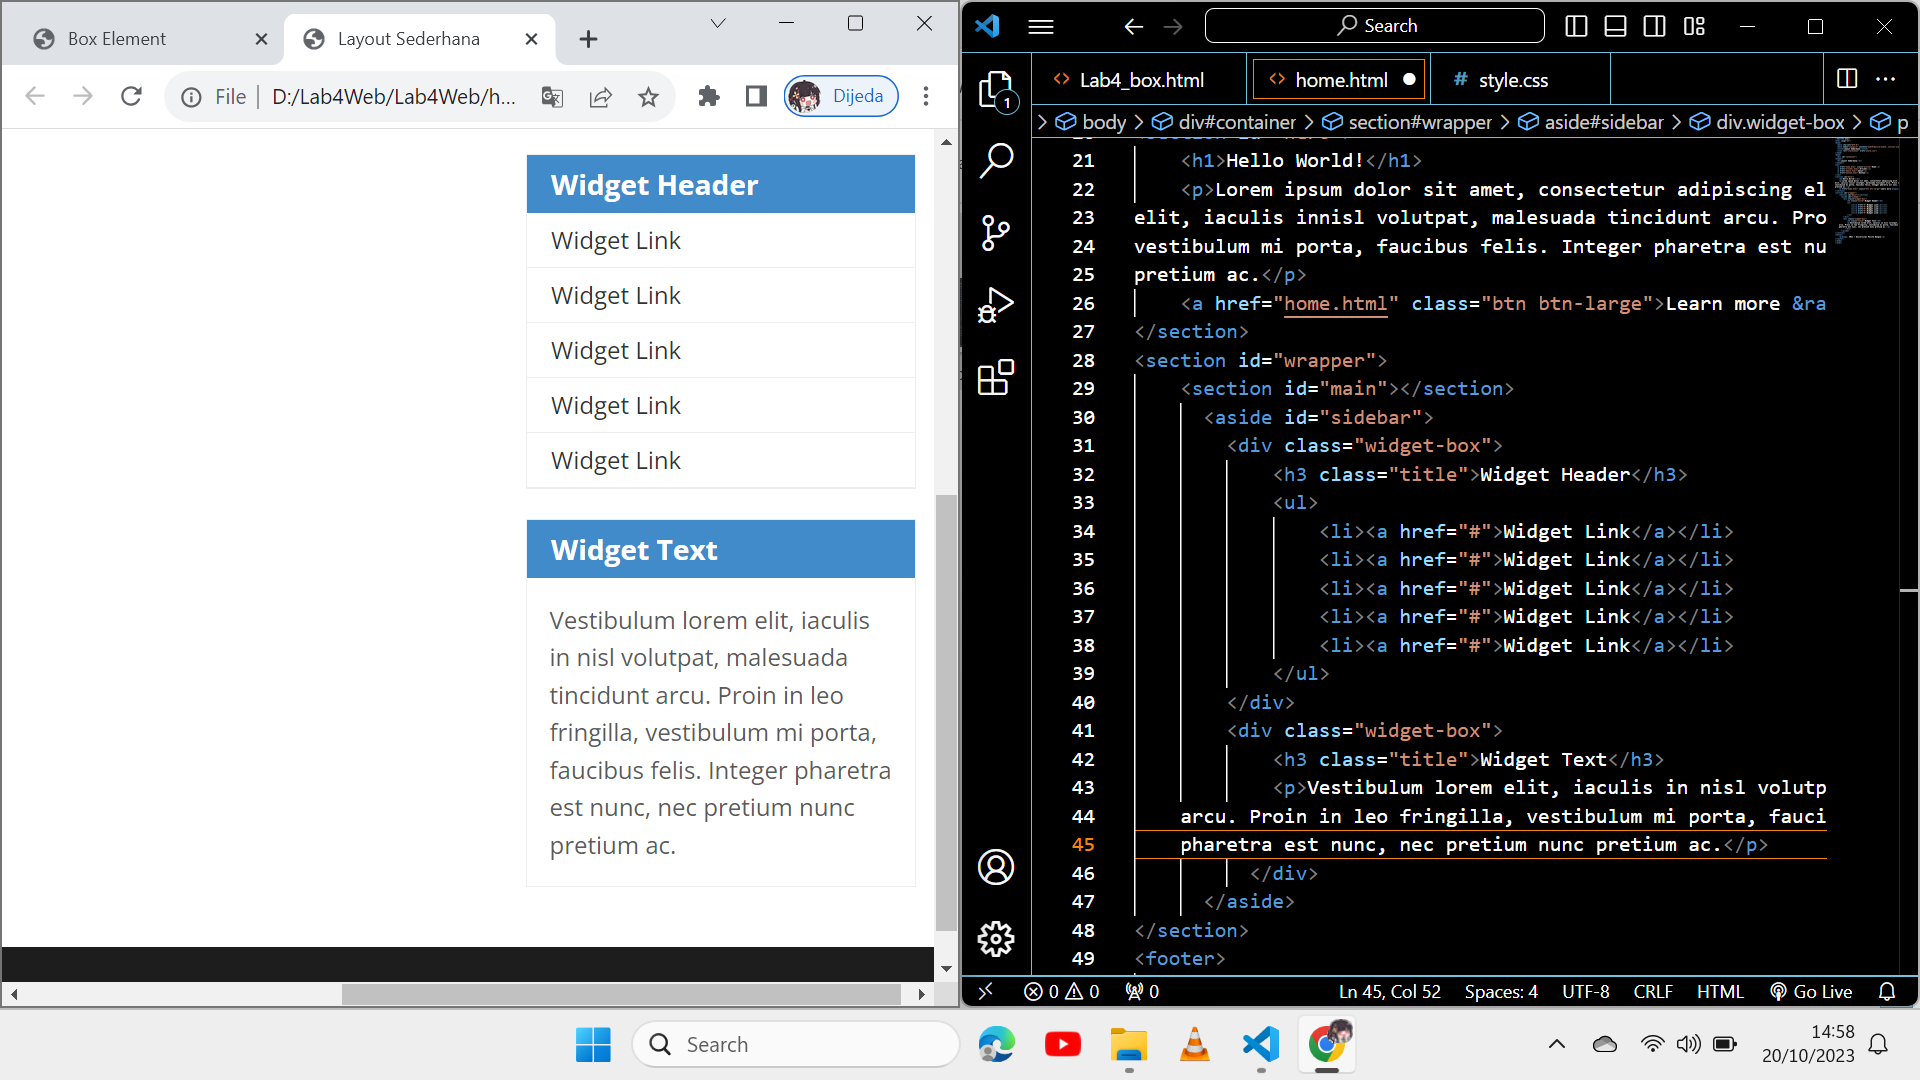 Box Element
Layout Sederhana
File
D:/Lab4Web/Lab4Web/h...
Dijeda
Widget Header
Widget Link
Widget Link
Widget Link
Widget Link
Widget Link
Widget Text
Vestibulum lorem elit, iaculis
in nisl volutpat, malesuada
tincidunt arcu. Proin in leo
fringilla, vestibulum mi porta,
faucibus felis. Integer pharetra
est nunc, nec pretium nunc
pretium ac.
Search
Lab4_box.html
home.html
style.css
1
body
div#container
section#wrapper
aside#sidebar
div.widget-box
p
21 <h1>Hello World!</h1>
22 <p>Lorem ipsum dolor sit amet, consectetur adipiscing el
23 elit, iaculis innisl volutpat, malesuada tincidunt arcu. Pro
24 vestibulum mi porta, faucibus felis. Integer pharetra est nu
25 pretium ac.</p>
26 <a href="home.html" class="btn btn-large">Learn more &ra
27 </section>
28 <section id="wrapper">
29 <section id="main"></section>
30 <aside id="sidebar">
31 <div class="widget-box">
32 <h3 class="title">Widget Header</h3>
33 <ul>
34 <li><a href="#">Widget Link</a></li>
35 <li><a href="#">Widget Link</a></li>
36 <li><a href="#">Widget Link</a></li>
37 <li><a href="#">Widget Link</a></li>
38 <li><a href="#">Widget Link</a></li>
39 </ul>
40 </div>
41 <div class="widget-box">
42 <h3 class="title">Widget Text</h3>
43 <p>Vestibulum lorem elit, iaculis in nisl volutp
44 arcu. Proin in leo fringilla, vestibulum mi porta, fauci
45 pharetra est nunc, nec pretium nunc pretium ac.</p>
46 </div>
47 </aside>
48 </section>
49 <footer>
0 0 0
Ln 45, Col 52
Spaces: 4
UTF-8
CRLF
HTML
Go Live
Search
14:58
20/10/2023